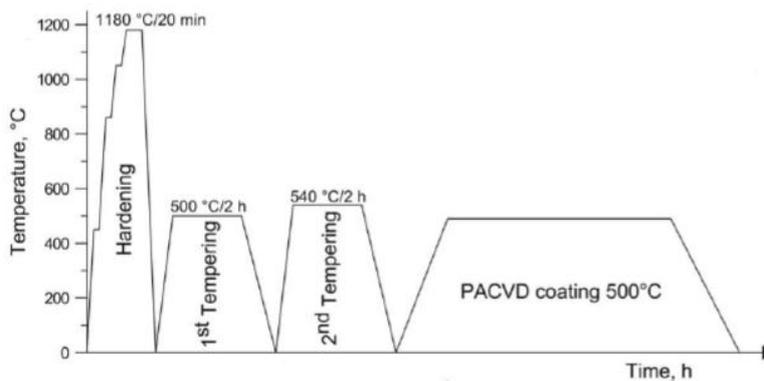 Temperature, °C
1200
1000
800
600
400
200
0
1180 °C/20 min
Hardening
500 °C/2 h
1st Tempering
540 °C/2 h
2nd Tempering
PACVD coating 500°C
Time, h